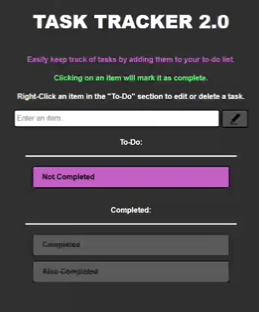 TASK TRACKER 2.0
Easily keep track of tasks by adding them to your to-do list.
Clicking on an item will mark it as complete.
Right-Click an item in the "To-Do" section to edit or delete a task.
Enter an item.
To-Do:
Not Completed
Completed:
Completed
Also Completed